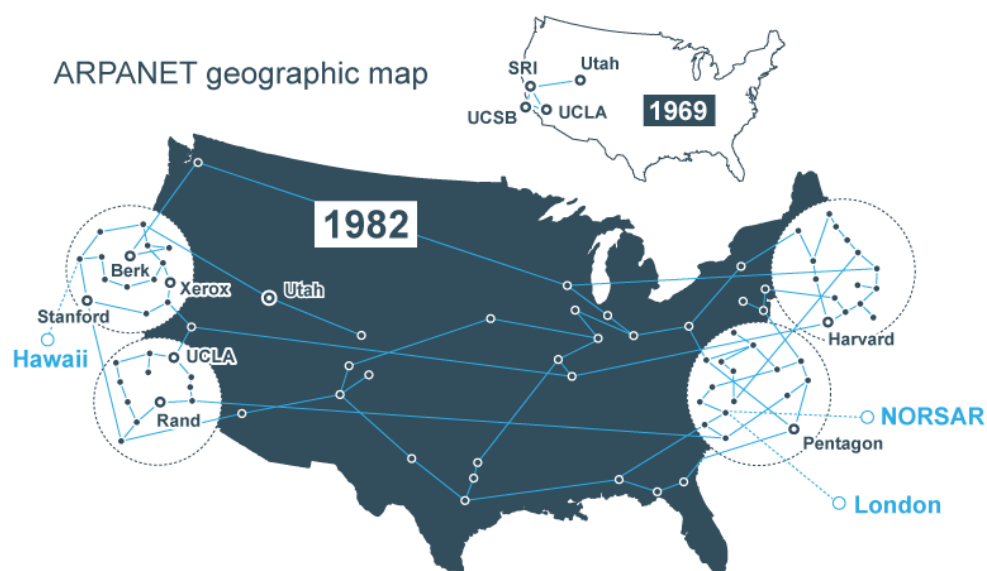 ARPANET geographic map
SRI
Utah
UCSB
UCLA
1969
1982
Berk
Xerox
Utah
Stanford
Hawaii
UCLA
Rand
Harvard
NORSAR
Pentagon
London